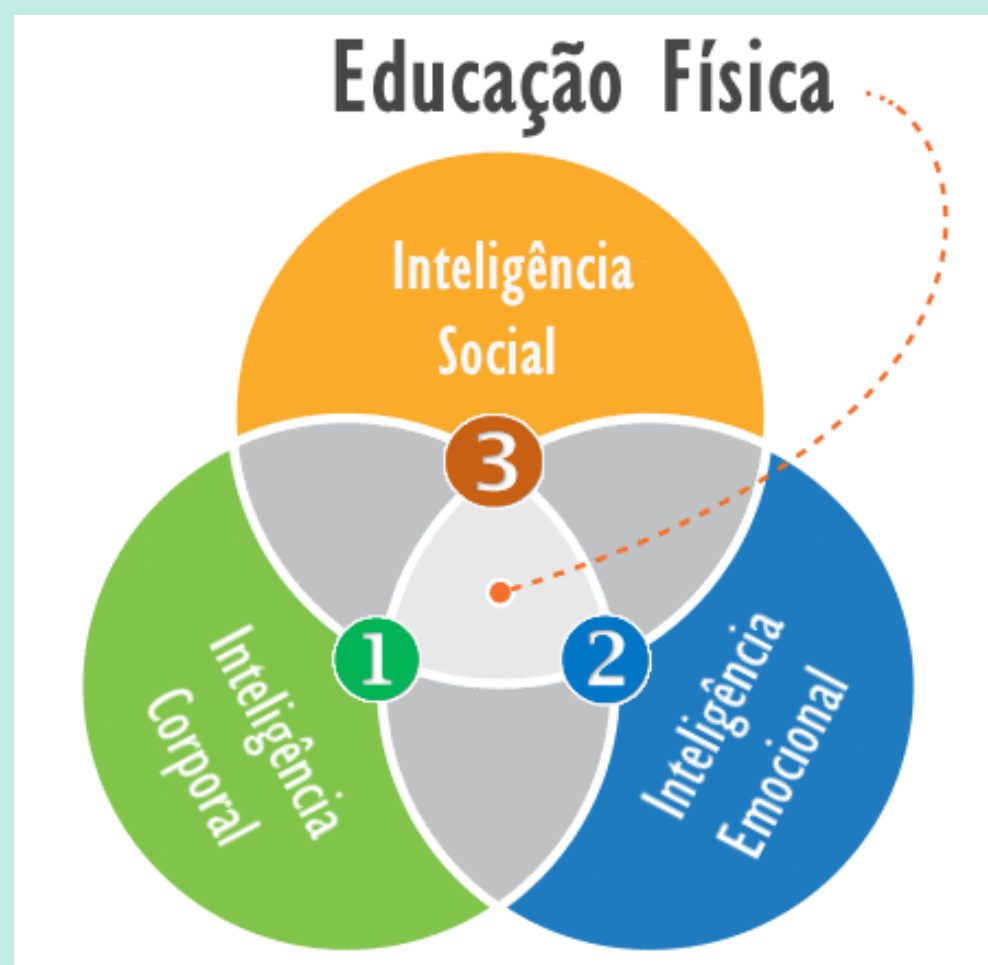 Educação Física
Inteligência
Social
3
1
2
Inteligência
Corporal
Inteligência
Emocional